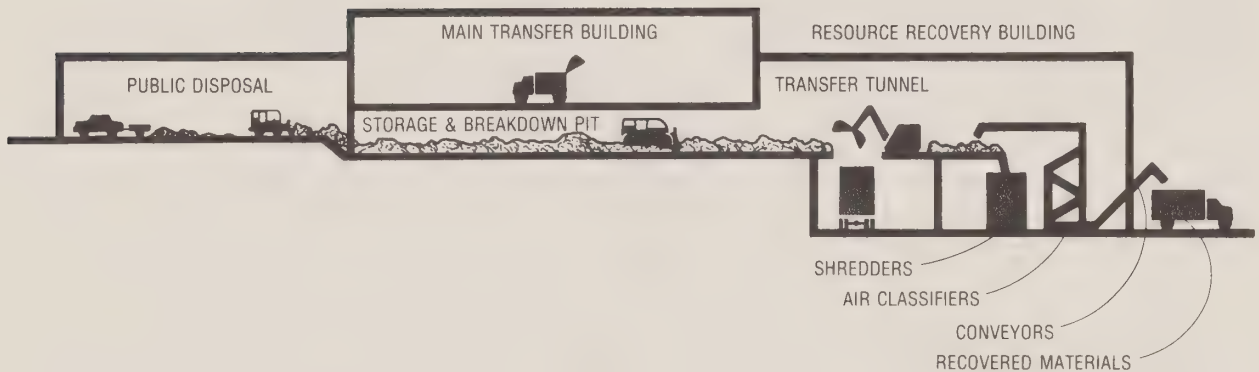 MAIN TRANSFER BUILDING
RESOURCE RECOVERY BUILDING
PUBLIC DISPOSAL
TRANSFER TUNNEL
STORAGE & BREAKDOWN PIT
SHREDDERS
AIR CLASSIFIERS
CONVEYORS
RECOVERED MATERIALS